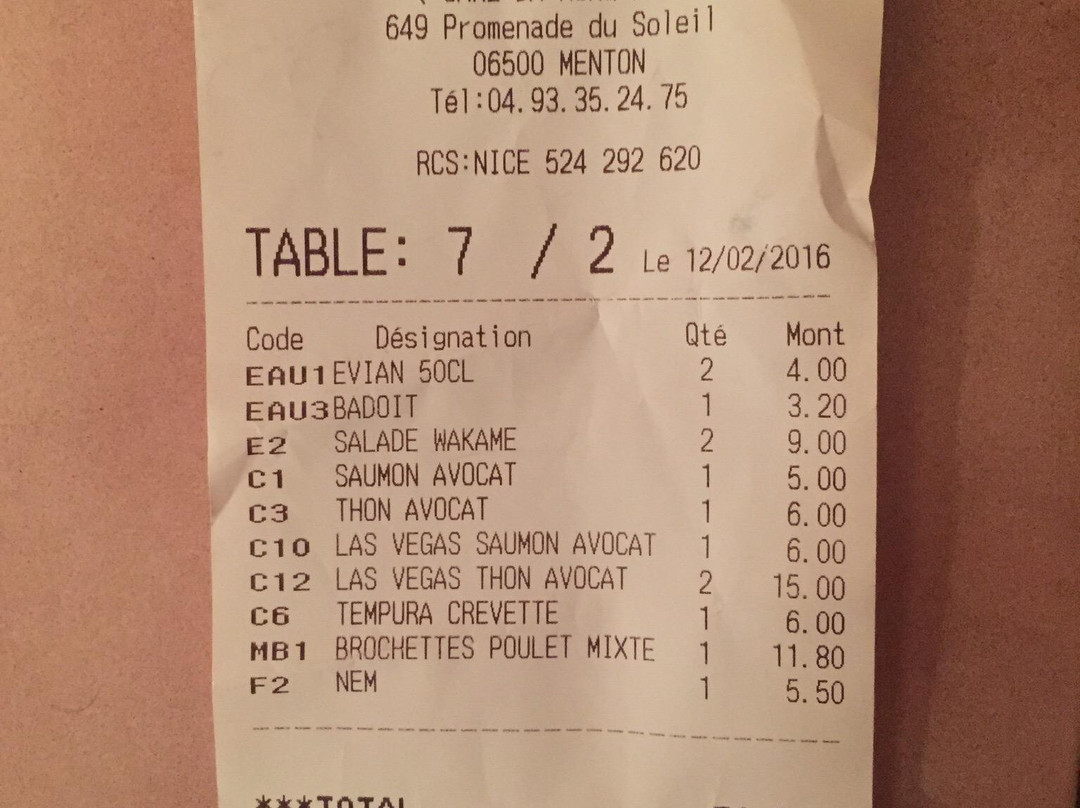 649 Promenade du Soleil
06500 MENTON
Tél:04.93.35.24.75
RCS:NICE 524 292 620
TABLE: 7 / 2 Le 12/02/2016
Code Désignation Qté Mont
EAU1 EVIAN 50CL 2 4.00
EAU3 BADOIT 1 3.20
E2 SALADE WAKAME 2 9.00
C1 SAUMON AVOCAT 1 5.00
C3 THON AVOCAT 1 6.00
C10 LAS VEGAS SAUMON AVOCAT 1 6.00
C12 LAS VEGAS THON AVOCAT 2 15.00
C6 TEMPURA CREVETTE 1 6.00
MB1 BROCHETTES POULET MIXTE 1 11.80
F2 NEM 1 5.50
***TOTAL